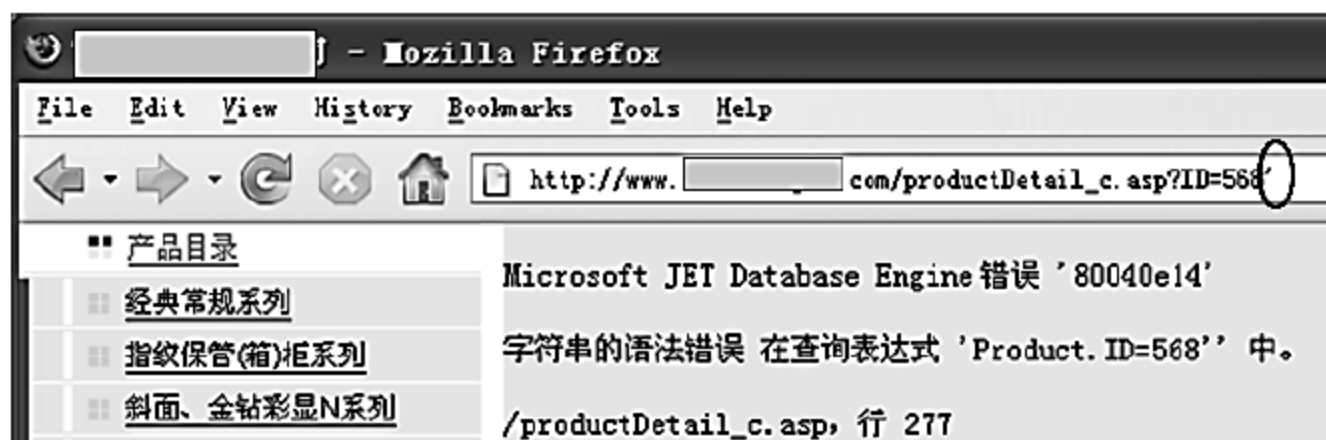 - Mozilla Firefox
File Edit View History Bookmarks Tools Help
http://www. com/productDetail_c.asp?ID=568'
产品目录
经典常规系列
指纹保管(箱)柜系列
斜面、金钻彩显N系列
Microsoft JET Database Engine 错误 '80040e14'
字符串的语法错误 在查询表达式 'Product.ID=568'' 中。
/productDetail_c.asp,行 277